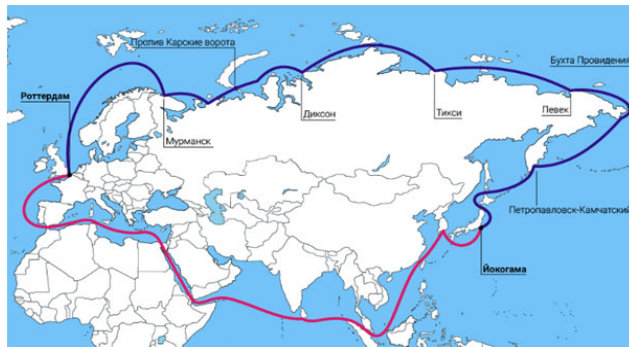 Пролив Карские ворота
Бухта Провидения
Роттердам
Диксон
Тикси
Певек
Мурманск
Петропавловск-Камчатский
Йокогама